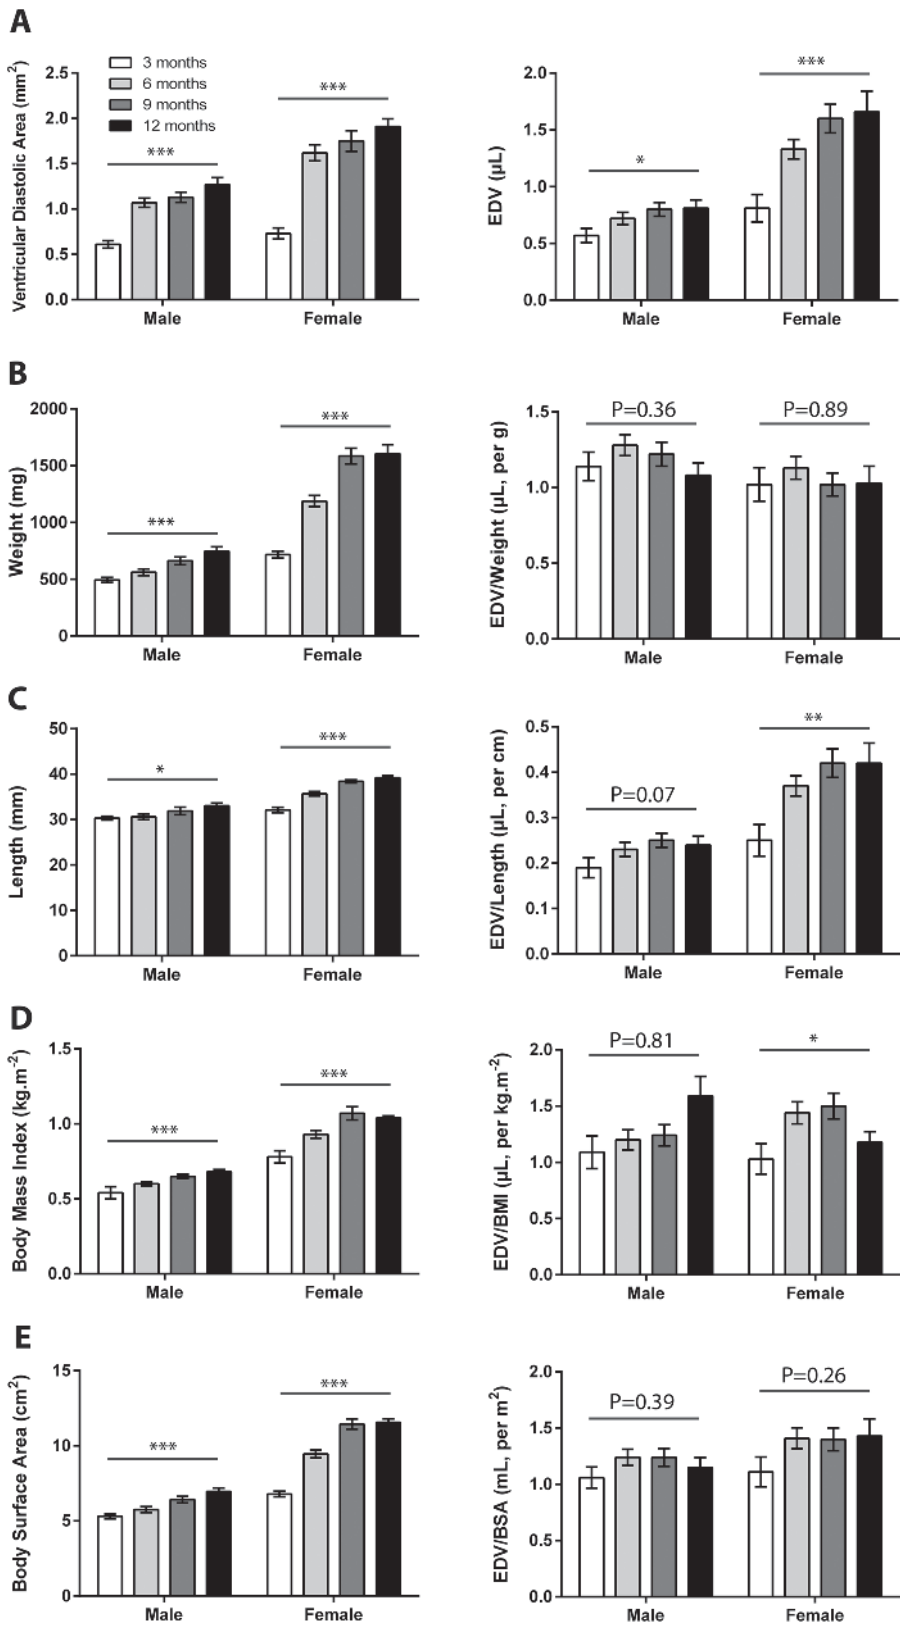 A
Ventricular Diastolic Area (mm2)
2.5
2.0
1.5
1.0
0.5
0.0
3 months
6 months
9 months
12 months
***
***
Male
Female
EDV (µL)
2.0
1.5
1.0
0.5
0.0
*
***
Male
Female
B
Weight (mg)
2000
1500
1000
500
0
***
***
Male
Female
EDV/Weight (µL, per g)
1.5
1.0
0.5
0.0
P=0.36
P=0.89
Male
Female
C
Length (mm)
50
40
30
20
10
0
*
***
Male
Female
EDV/Length (µL, per cm)
0.5
0.4
0.3
0.2
0.1
0.0
P=0.07
**
Male
Female
D
Body Mass Index (kg.m-2)
1.5
1.0
0.5
0.0
***
***
Male
Female
EDV/BMI (µL, per kg.m-2)
2.0
1.5
1.0
0.5
0.0
P=0.81
*
Male
Female
E
Body Surface Area (cm2)
15
10
5
0
***
***
Male
Female
EDV/BSA (mL, per m2)
2.0
1.5
1.0
0.5
0.0
P=0.39
P=0.26
Male
Female